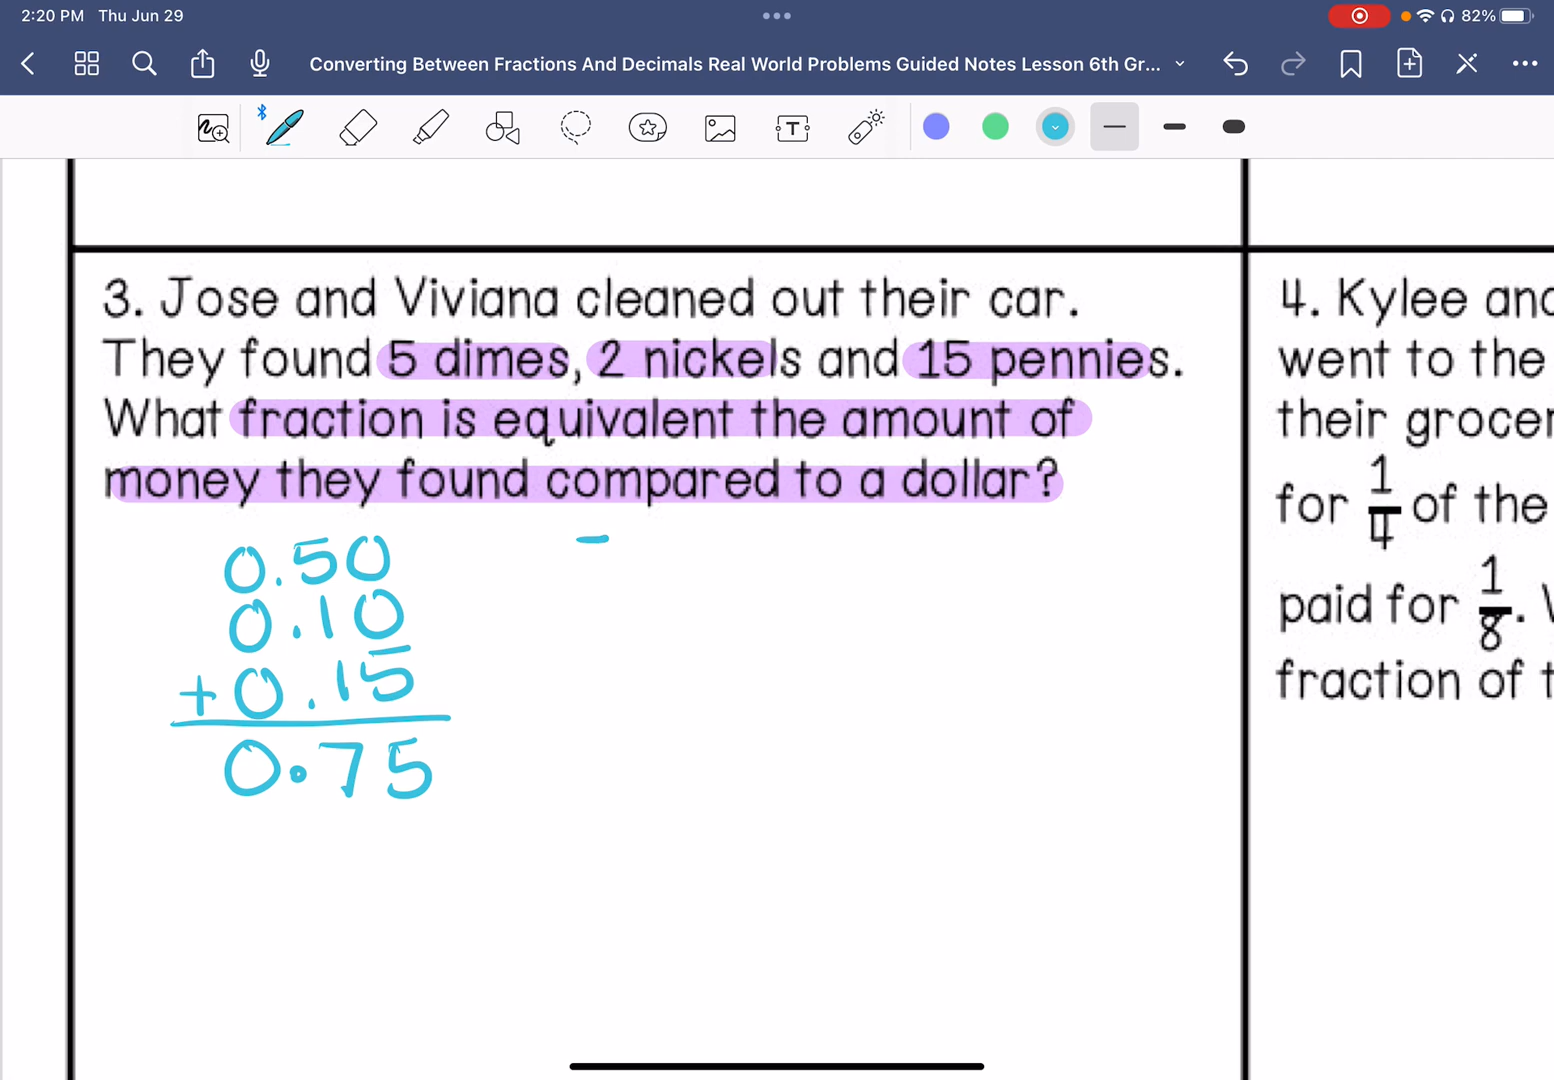 2:20 PM Thu Jun 29
82%
Converting Between Fractions And Decimals Real World Problems Guided Notes Lesson 6th Gr...
T
3. Jose and Viviana cleaned out their car.
They found 5 dimes, 2 nickels and 15 pennies.
What fraction is equivalent the amount of
money they found compared to a dollar?
0.50
0.10
+0.15
0.75
4. Kylee and
went to the
their grocer
for 1/4 of the
paid for 1/8.
fraction of t